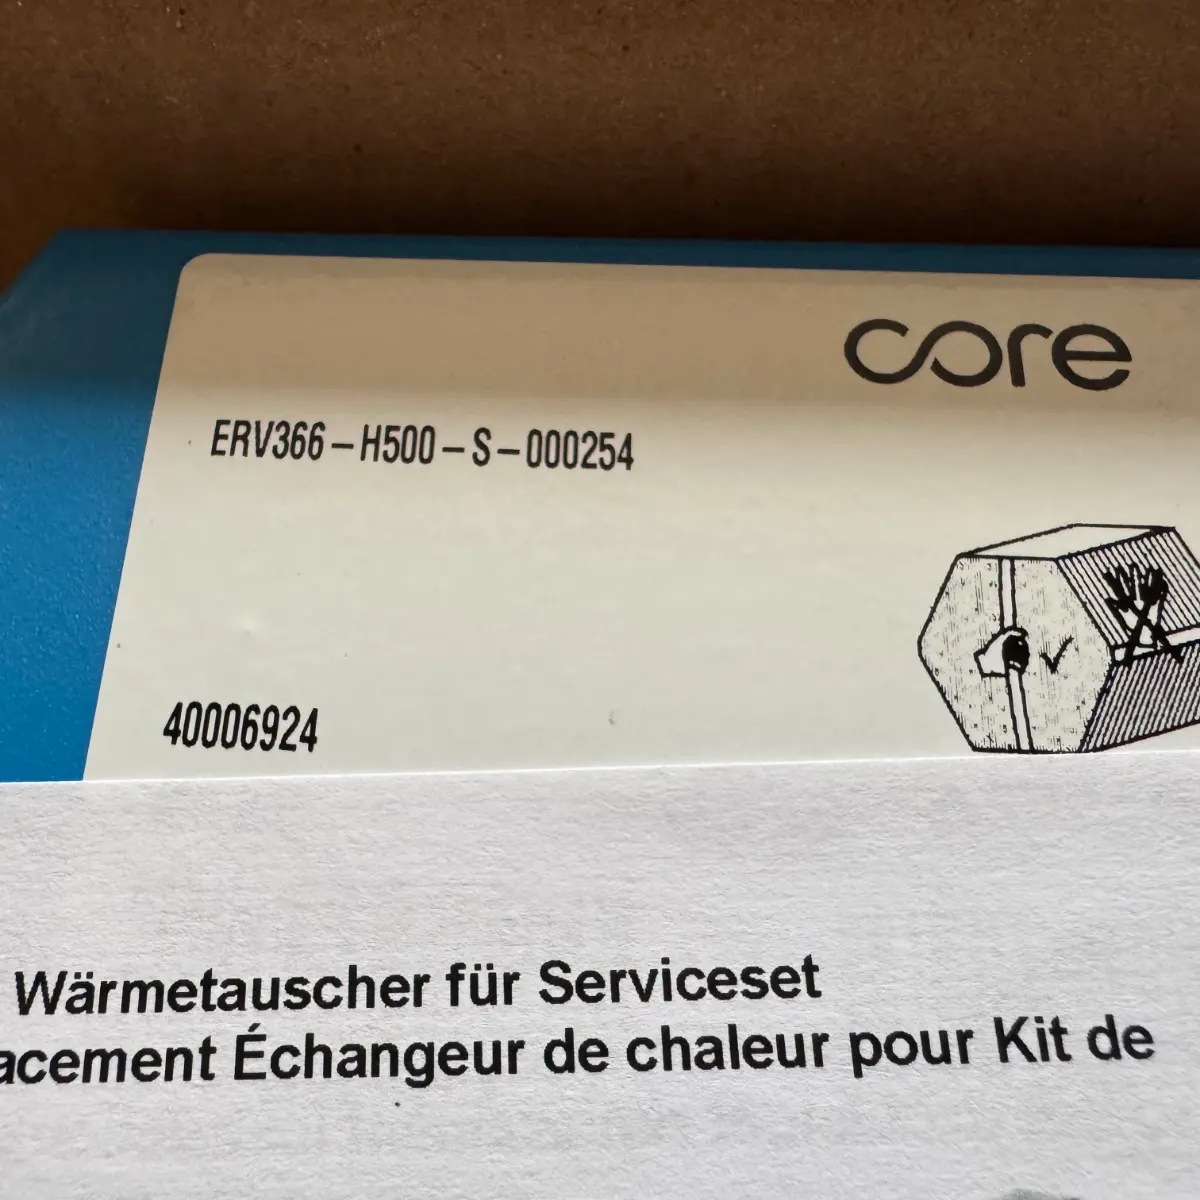 core
ERV366-H500-S-000254
40006924
Wärmetauscher für Serviceset
acement Échangeur de chaleur pour Kit de